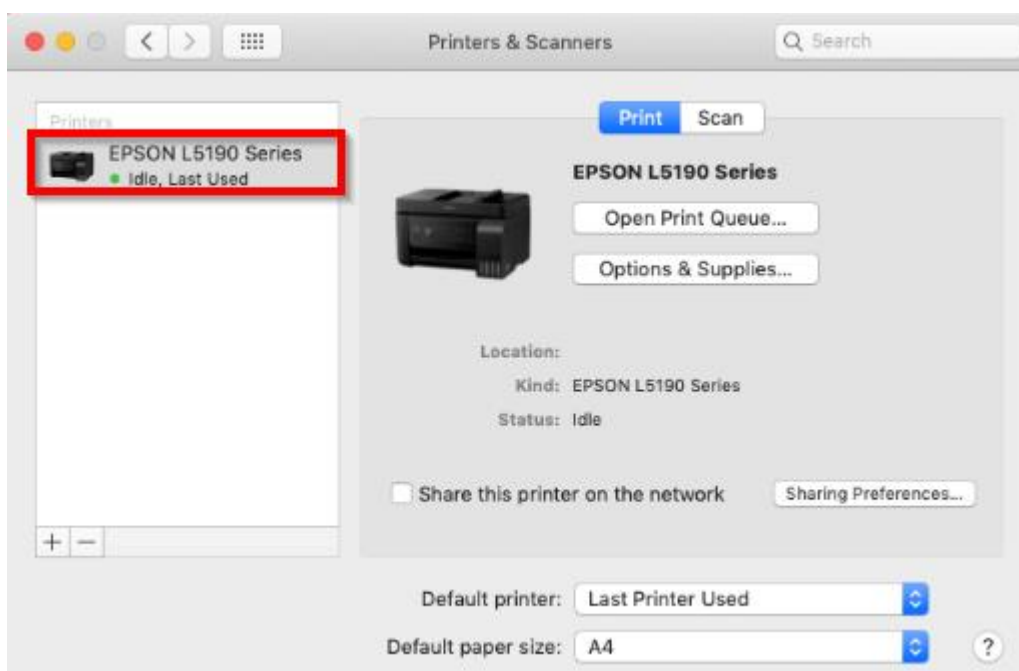 Printers & Scanners
Search
Printers
EPSON L5190 Series
Idle, Last Used
Print Scan
EPSON L5190 Series
Open Print Queue...
Options & Supplies...
Location:
Kind: EPSON L5190 Series
Status: Idle
Share this printer on the network
Sharing Preferences...
+ −
Default printer: Last Printer Used
Default paper size: A4
?